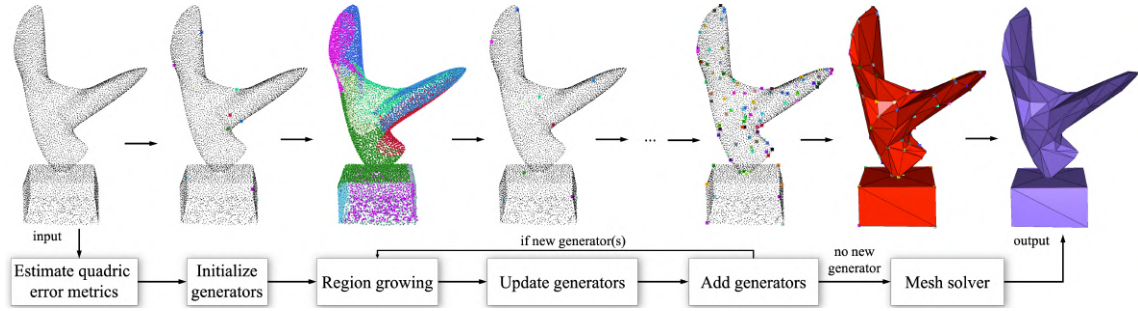 ...
input
if new generator(s)
no new
generator
output
Estimate quadric
error metrics
Initialize
generators
Region growing
Update generators
Add generators
Mesh solver